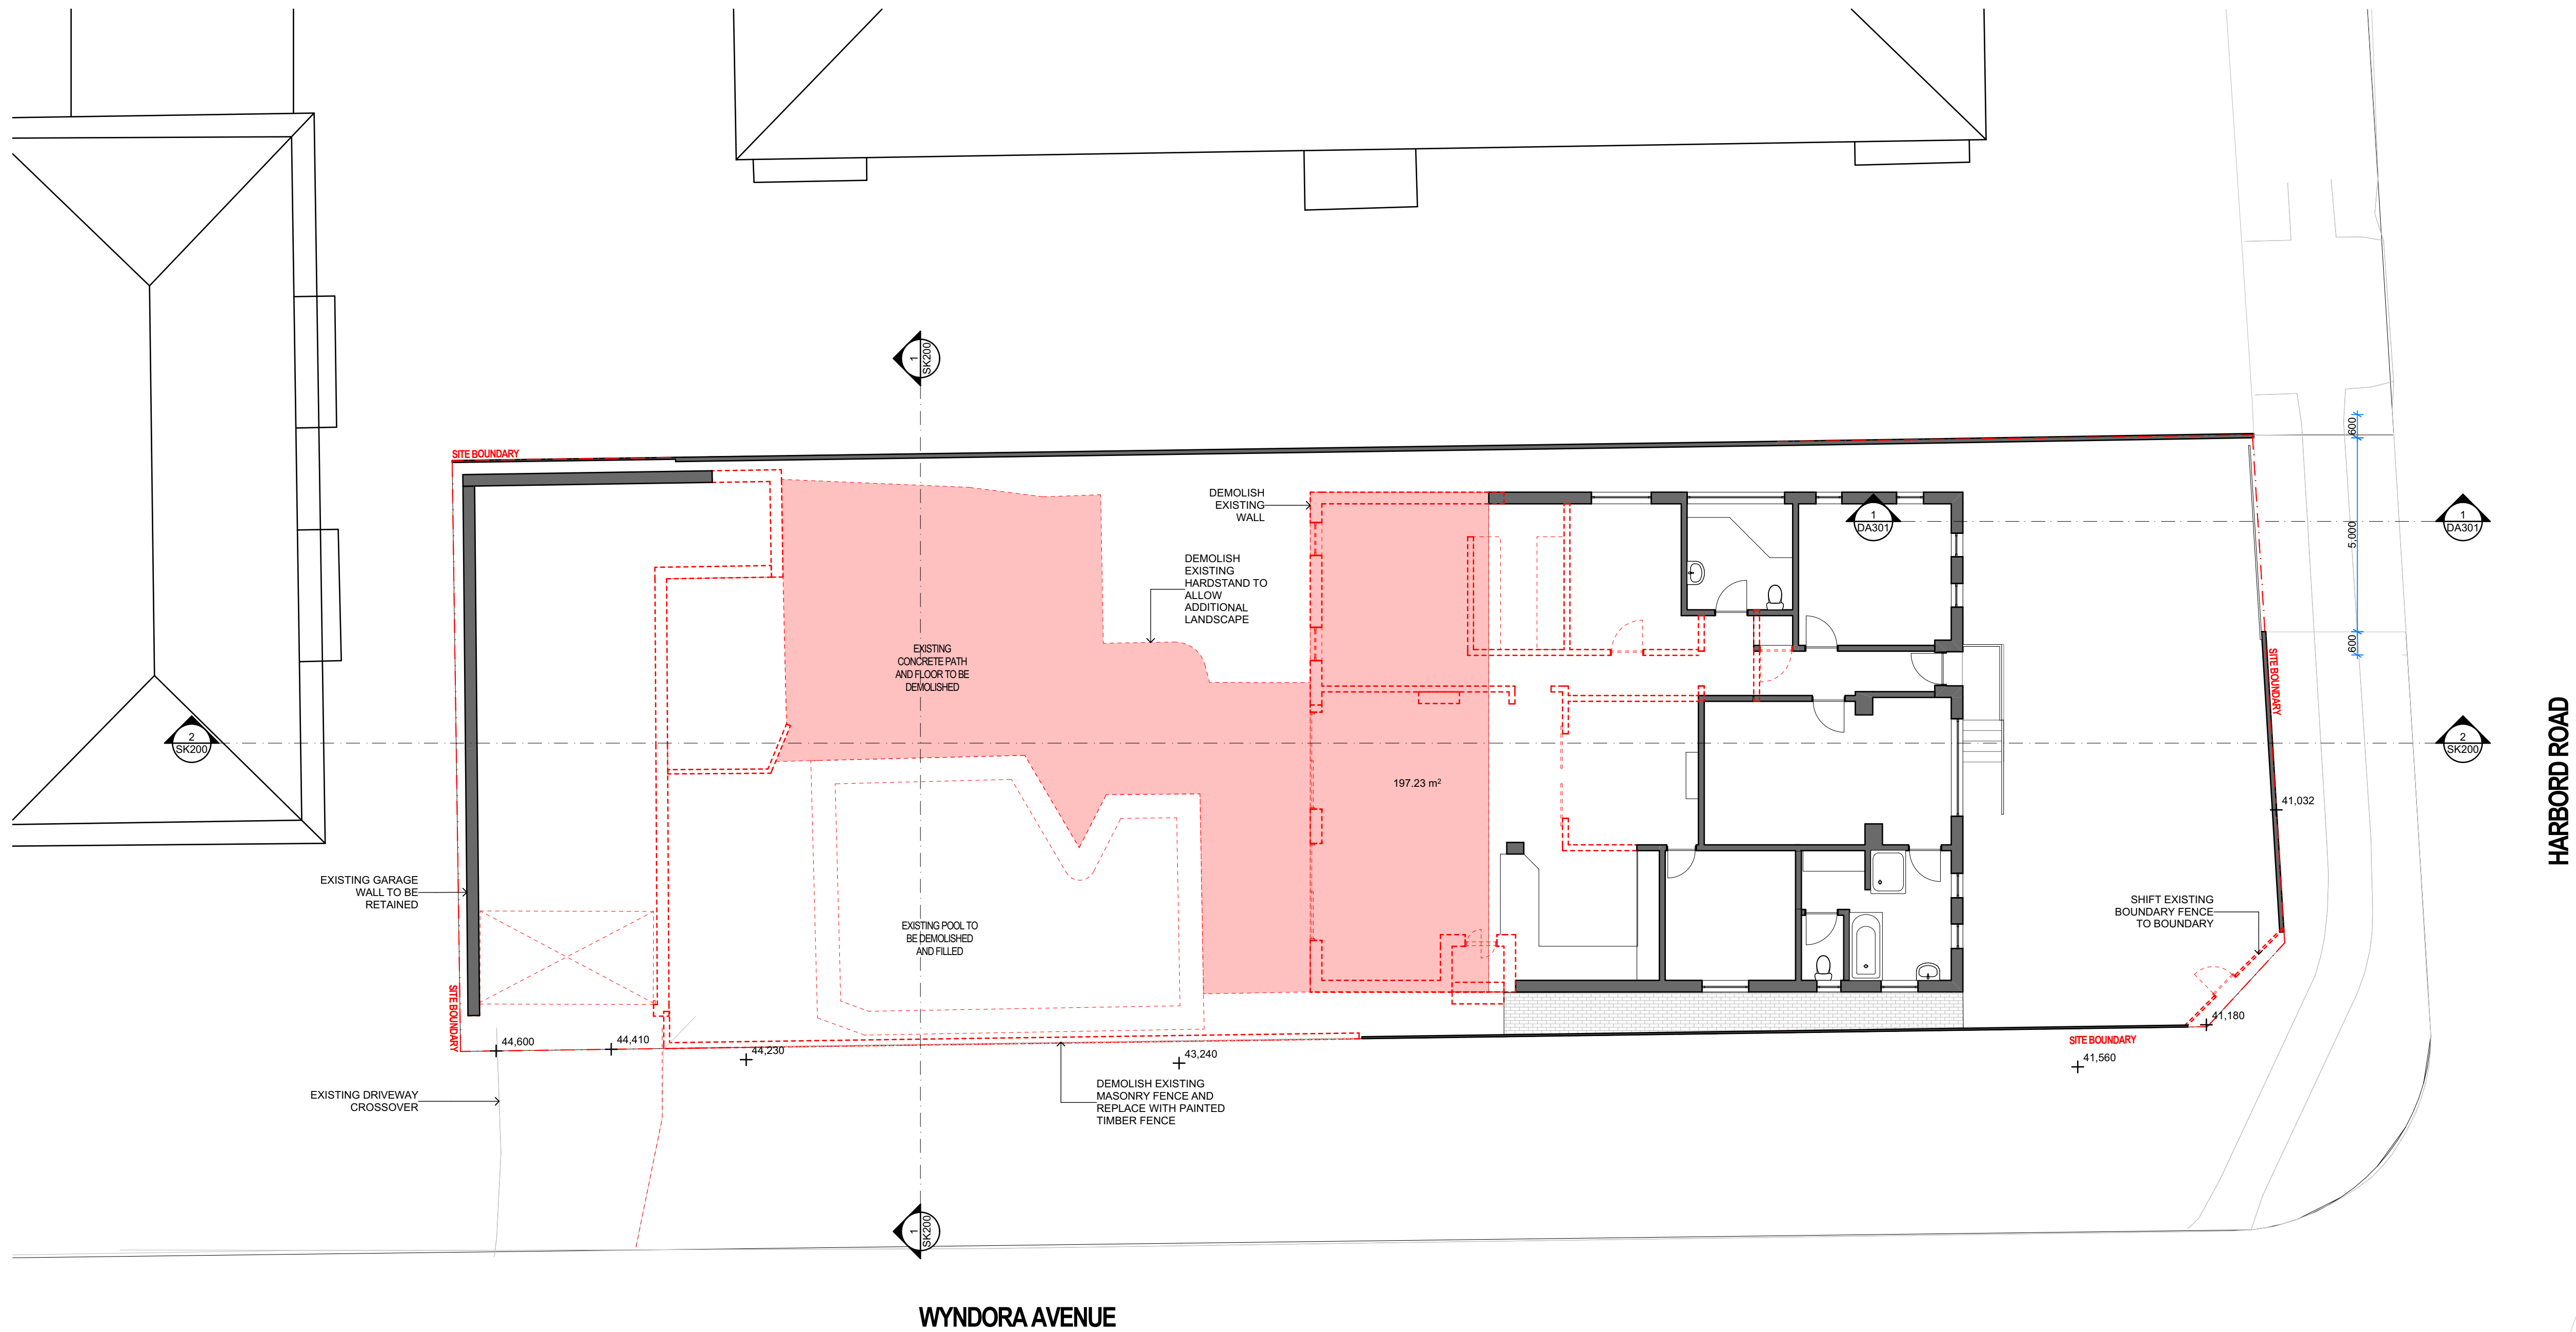 1
SK200
600
SITE BOUNDARY
DEMOLISH
EXISTING
WALL
1
DA301
1
DA301
5,000
DEMOLISH
EXISTING
HARDSTAND TO
ALLOW
ADDITIONAL
LANDSCAPE
EXISTING
CONCRETE PATH
AND FLOOR TO BE
DEMOLISHED
600
SITE BOUNDARY
2
SK200
2
SK200
HARBORD ROAD
197.23 m²
41,032
EXISTING GARAGE
WALL TO BE
RETAINED
SHIFT EXISTING
BOUNDARY FENCE
TO BOUNDARY
EXISTING POOL TO
BE DEMOLISHED
AND FILLED
SITE BOUNDARY
41,180
44,600
44,410
44,230
43,240
SITE BOUNDARY
41,560
EXISTING DRIVEWAY
CROSSOVER
DEMOLISH EXISTING
MASONRY FENCE AND
REPLACE WITH PAINTED
TIMBER FENCE
1
SK200
WYNDORA AVENUE